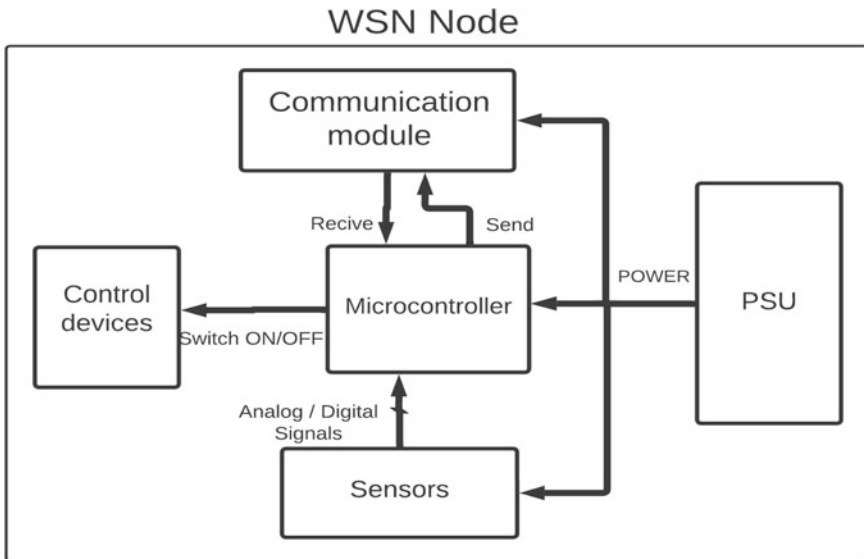 WSN Node
Communication
module
Recive
Send
POWER
PSU
Control
devices
Microcontroller
Switch ON/OFF
Analog / Digital
Signals
Sensors